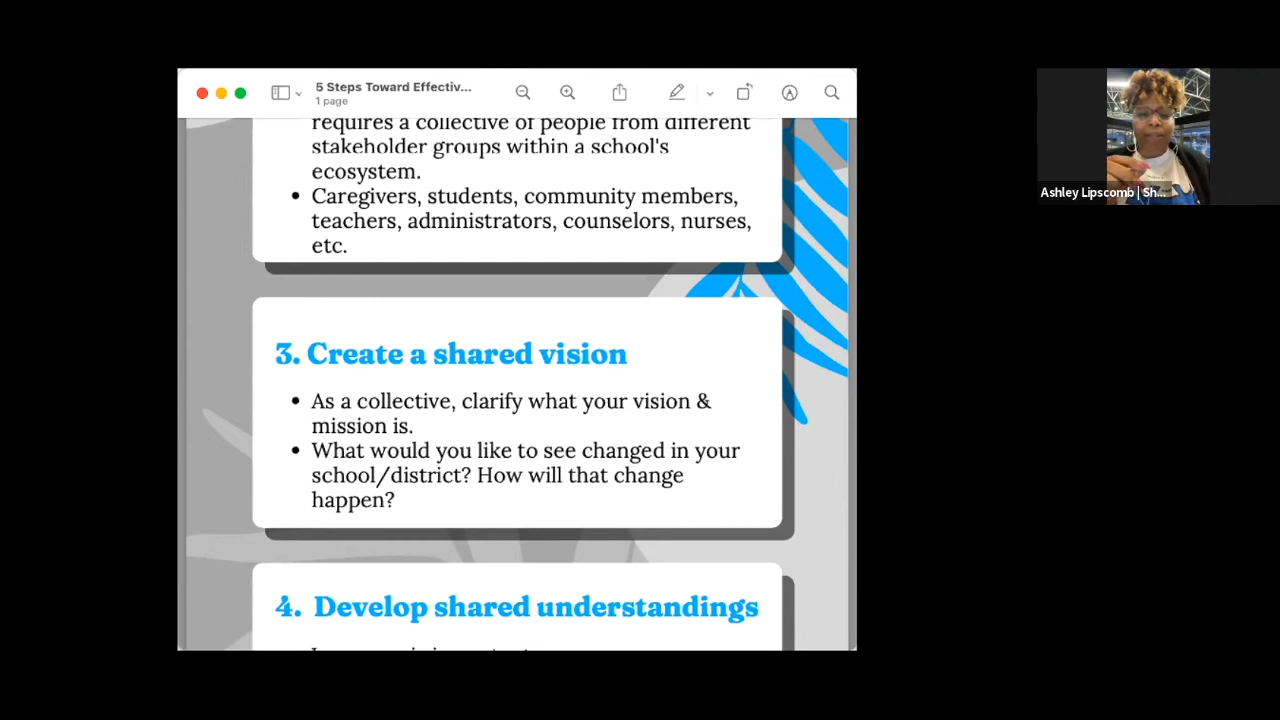 5 Steps Toward Effectiv...
1 page
requires a collective of people from different
stakeholder groups within a school's
ecosystem.
• Caregivers, students, community members,
teachers, administrators, counselors, nurses,
etc.
3. Create a shared vision
• As a collective, clarify what your vision &
mission is.
• What would you like to see changed in your
school/district? How will that change
happen?
4. Develop shared understandings
Ashley Lipscomb | Sh...